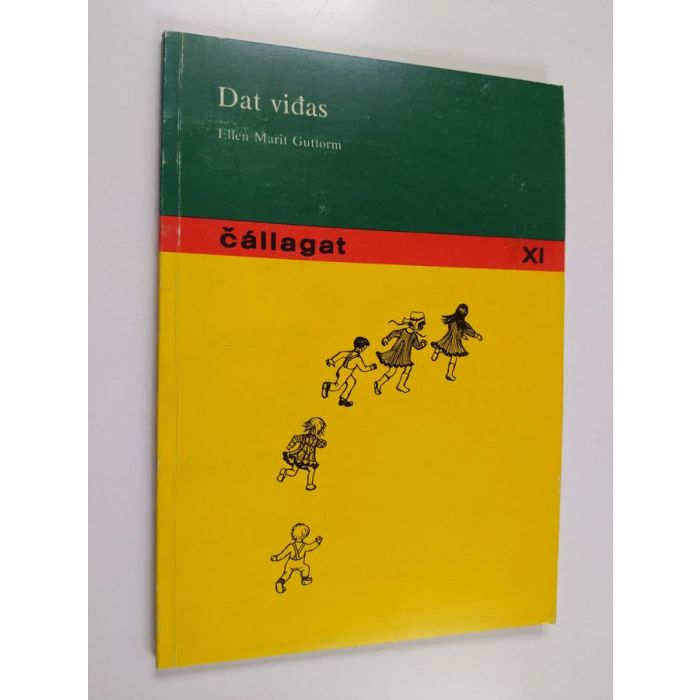 Dat viđas
Ellen Marit Guttorm
čállagat XI